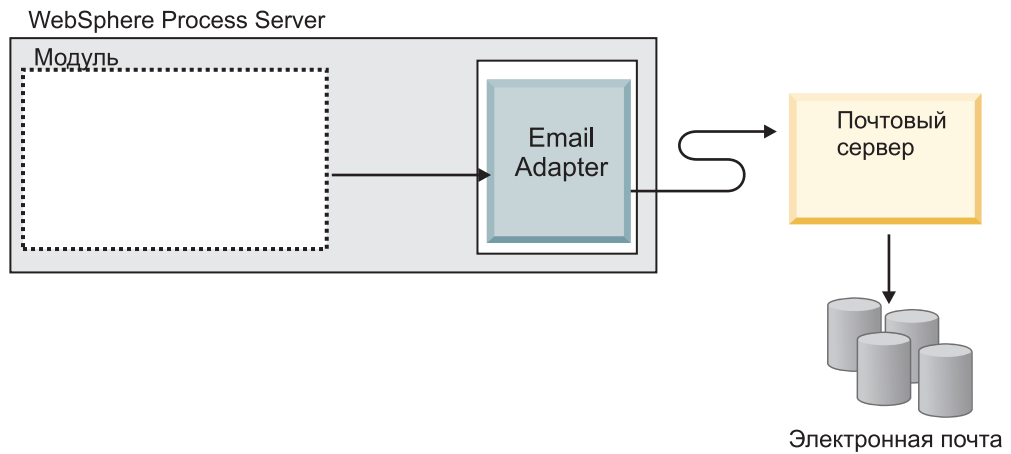 WebSphere Process Server
Модуль
Email
Adapter
Почтовый
сервер
Электронная почта